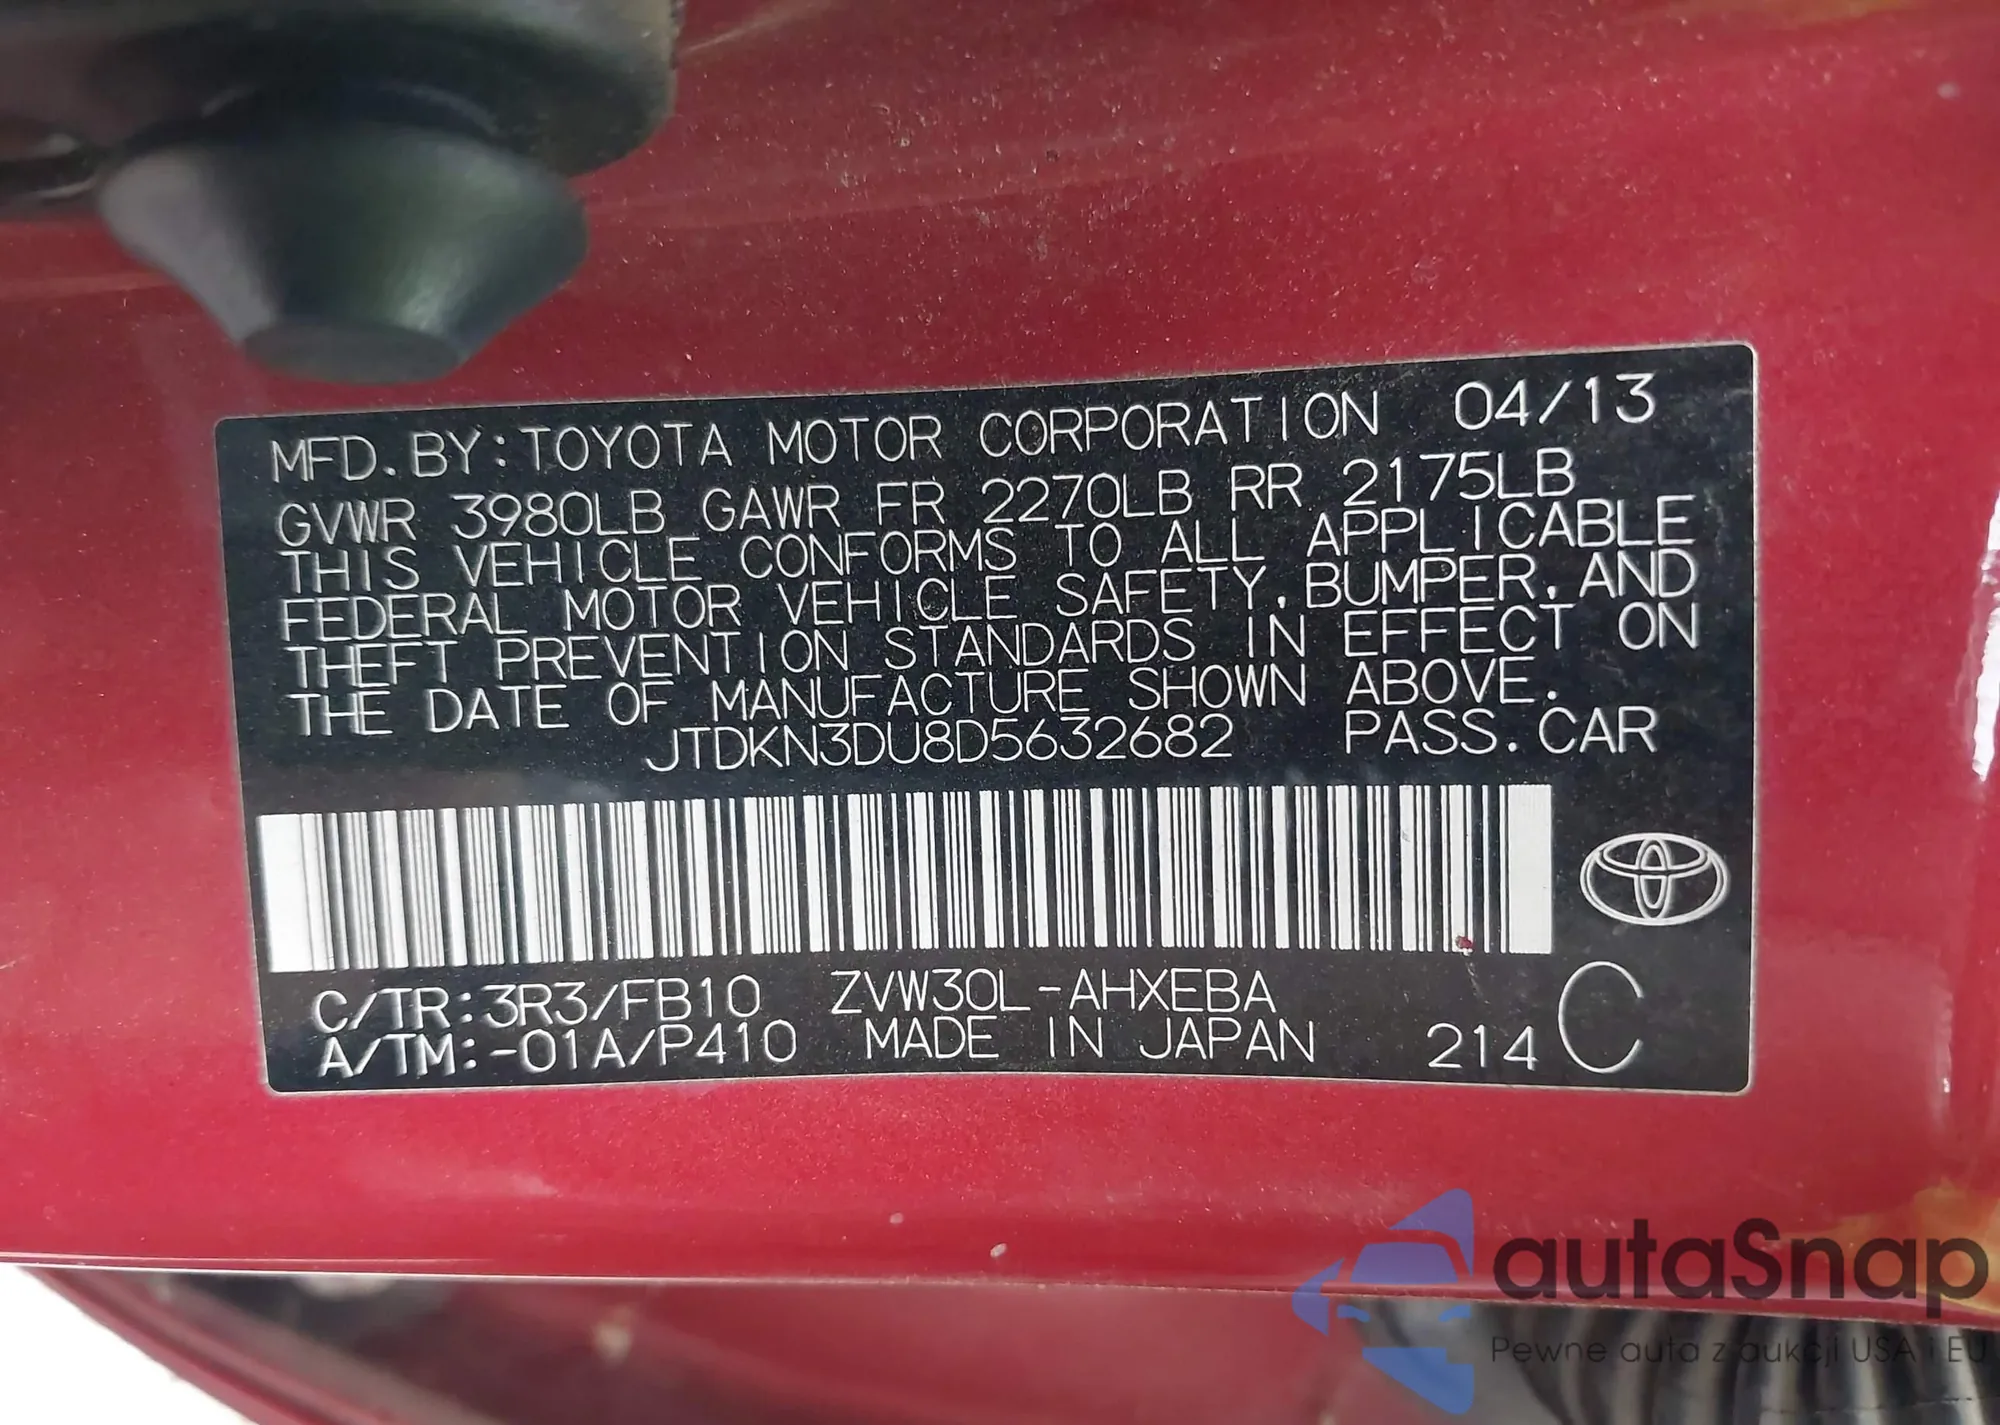 MFD.BY:TOYOTA MOTOR CORPORATION 04/13
GVWR 3980LB GAWR FR 2270LB RR 2175LB
THIS VEHICLE CONFORMS TO ALL APPLICABLE
FEDERAL MOTOR VEHICLE SAFETY,BUMPER,AND
THEFT PREVENTION STANDARDS IN EFFECT ON
THE DATE OF MANUFACTURE SHOWN ABOVE.
JTDKN3DU8D5632682 PASS.CAR
C/TR:3R3/FB10 ZVW30L-AHXEBA
A/TM:-01A/P410 MADE IN JAPAN 214 C
autaSnap
Pewne auta z aukcji USA i EU